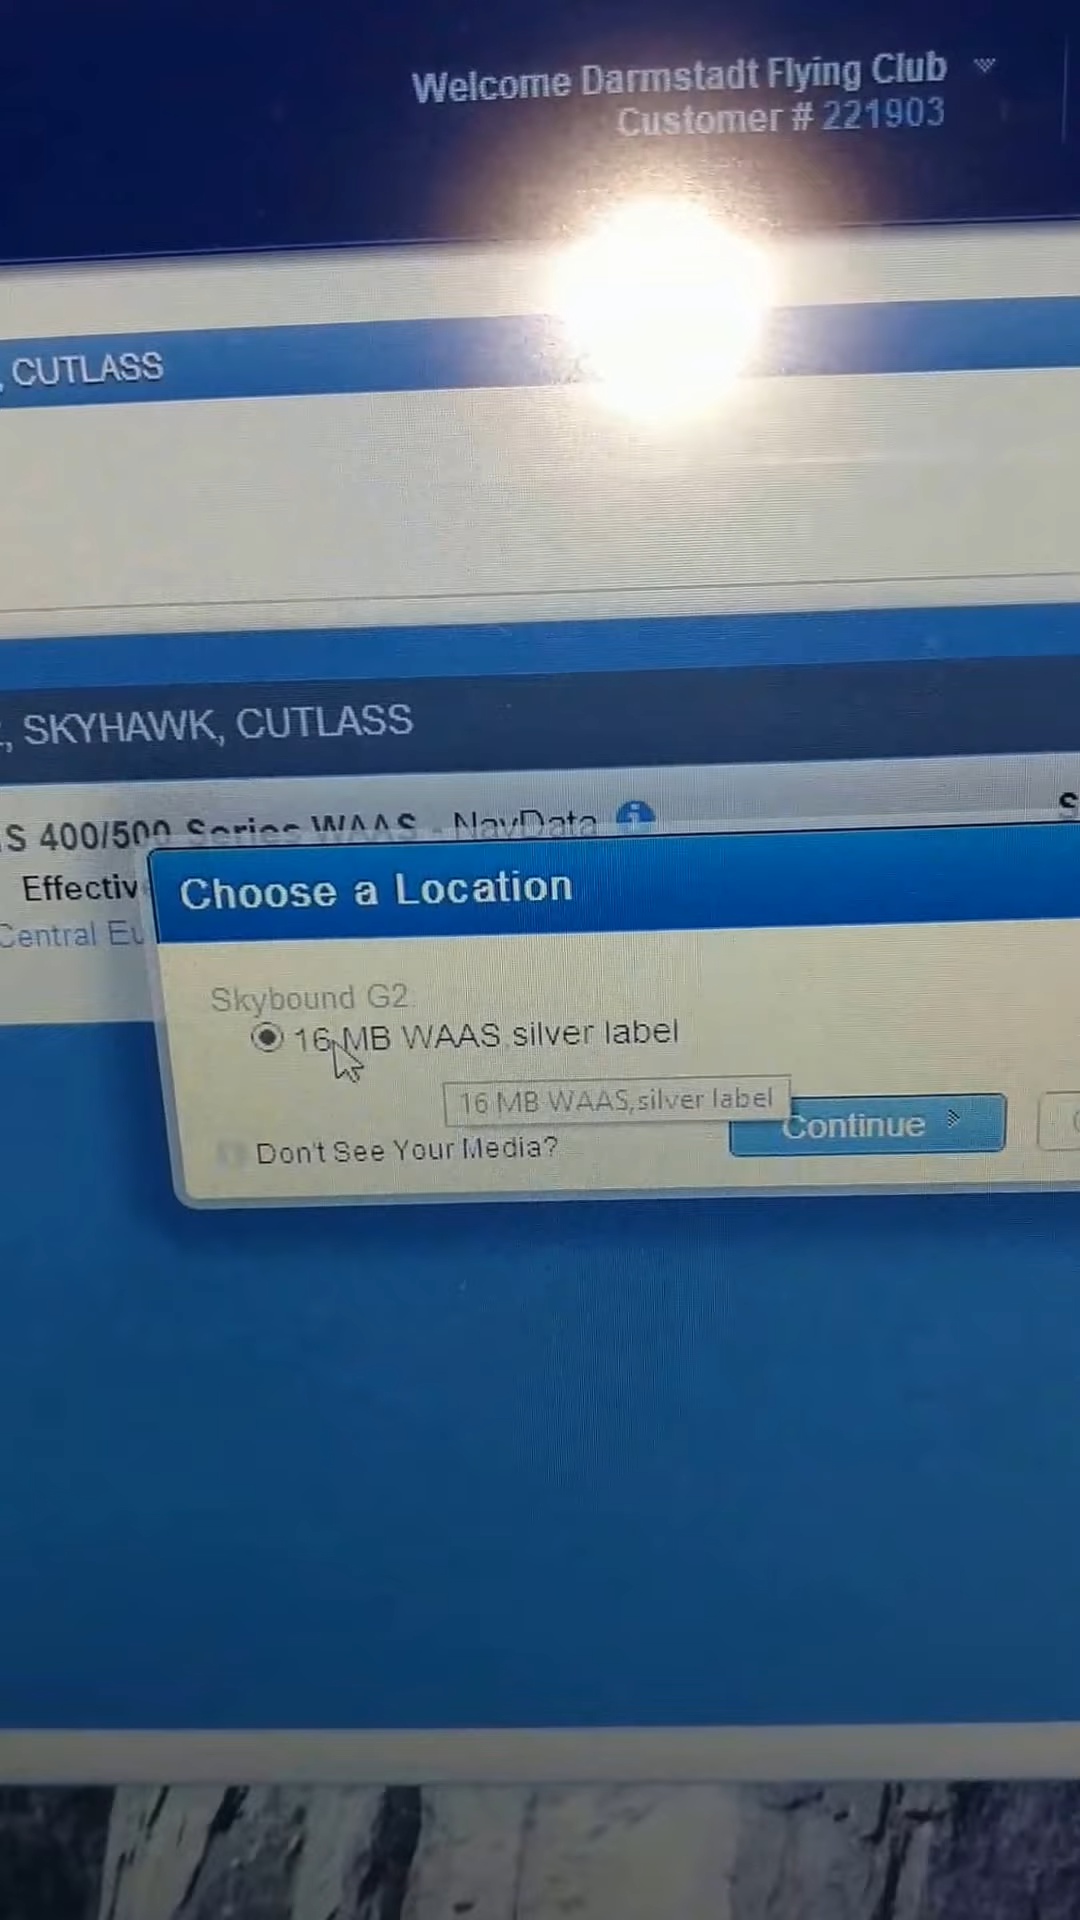 Welcome Darmstadt Flying Club
Customer # 221903
, CUTLASS
, SKYHAWK, CUTLASS
S 400/500 Series WAAS - NavData
Effectiv
Central Eu
Choose a Location
Skybound G2
16 MB WAAS silver label
16 MB WAAS silver label
Continue
Don't See Your Media?